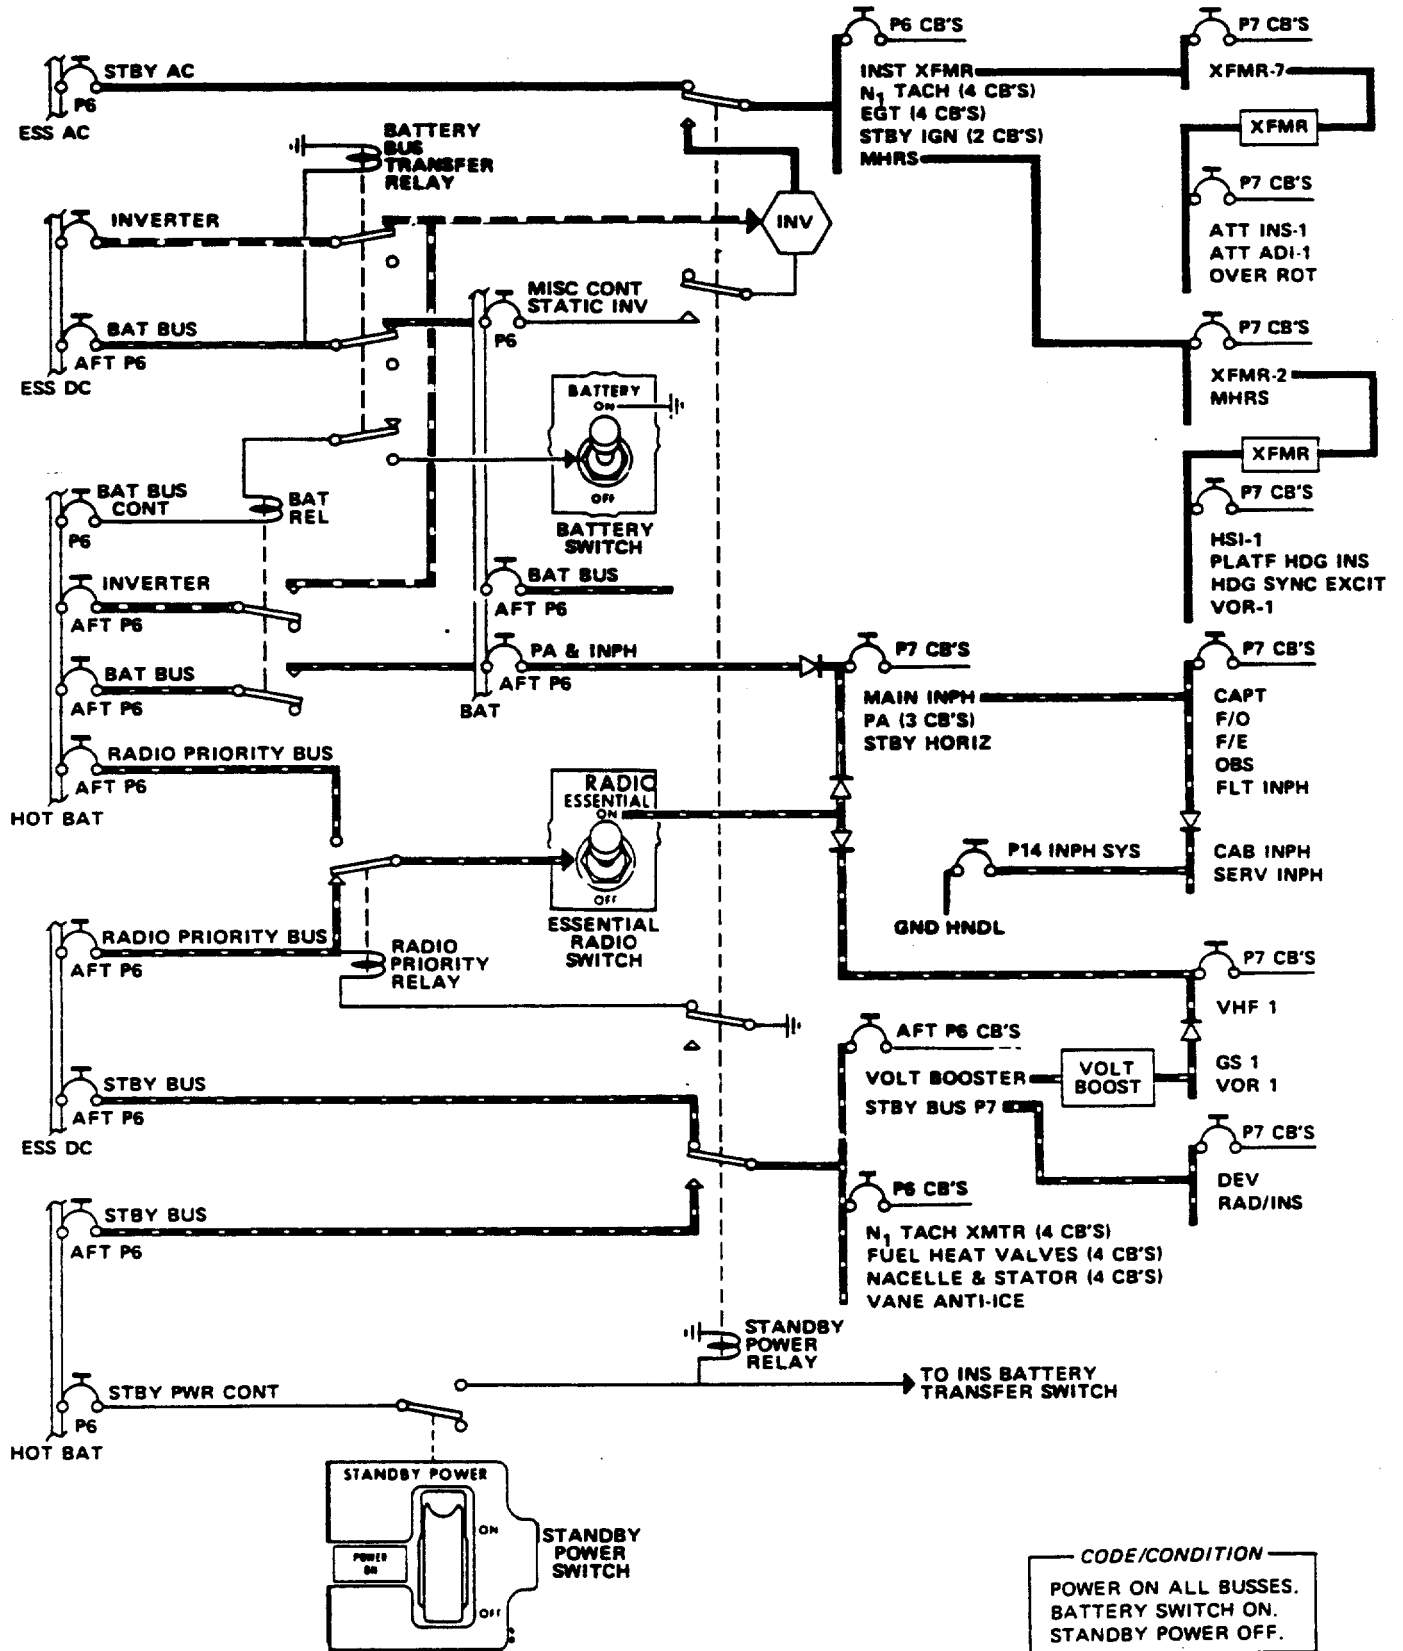 P6 CB'S
P7 CB'S
STBY AC
P6
ESS AC
INST XFMR
N1 TACH (4 CB'S)
EGT (4 CB'S)
STBY IGN (2 CB'S)
MHRS
XFMR-7
XFMR
BATTERY
BUS
TRANSFER
RELAY
P7 CB'S
ATT INS-1
ATT ADI-1
OVER ROT
INVERTER
INV
BAT BUS
AFT P6
ESS DC
MISC CONT
STATIC INV
P6
P7 CB'S
XFMR-2
MHRS
XFMR
BATTERY
ON
OFF
BATTERY
SWITCH
P7 CB'S
HSI-1
PLATF HDG INS
HDG SYNC EXCIT
VOR-1
BAT BUS
CONT
P6
BAT
REL
INVERTER
AFT P6
BAT BUS
AFT P6
BAT BUS
AFT P6
PA & INPH
AFT P6
BAT
P7 CB'S
MAIN INPH
PA (3 CB'S)
STBY HORIZ
P7 CB'S
CAPT
F/O
F/E
OBS
FLT INPH
RADIO PRIORITY BUS
AFT P6
HOT BAT
RADIO
ESSENTIAL
ON
OFF
ESSENTIAL
RADIO
SWITCH
P14 INPH SYS
CAB INPH
SERV INPH
GND HNDL
RADIO PRIORITY BUS
AFT P6
RADIO
PRIORITY
RELAY
P7 CB'S
VHF 1
GS 1
VOR 1
AFT P6 CB'S
VOLT BOOSTER
VOLT
BOOST
STBY BUS P7
STBY BUS
AFT P6
ESS DC
P7 CB'S
DEV
RAD/INS
P6 CB'S
N1 TACH XMTR (4 CB'S)
FUEL HEAT VALVES (4 CB'S)
NACELLE & STATOR (4 CB'S)
VANE ANTI-ICE
STBY BUS
AFT P6
STANDBY
POWER
RELAY
TO INS BATTERY
TRANSFER SWITCH
STBY PWR CONT
P6
HOT BAT
STANDBY POWER
ON
POWER
ON
OFF
STANDBY
POWER
SWITCH
CODE/CONDITION
POWER ON ALL BUSSES.
BATTERY SWITCH ON.
STANDBY POWER OFF.